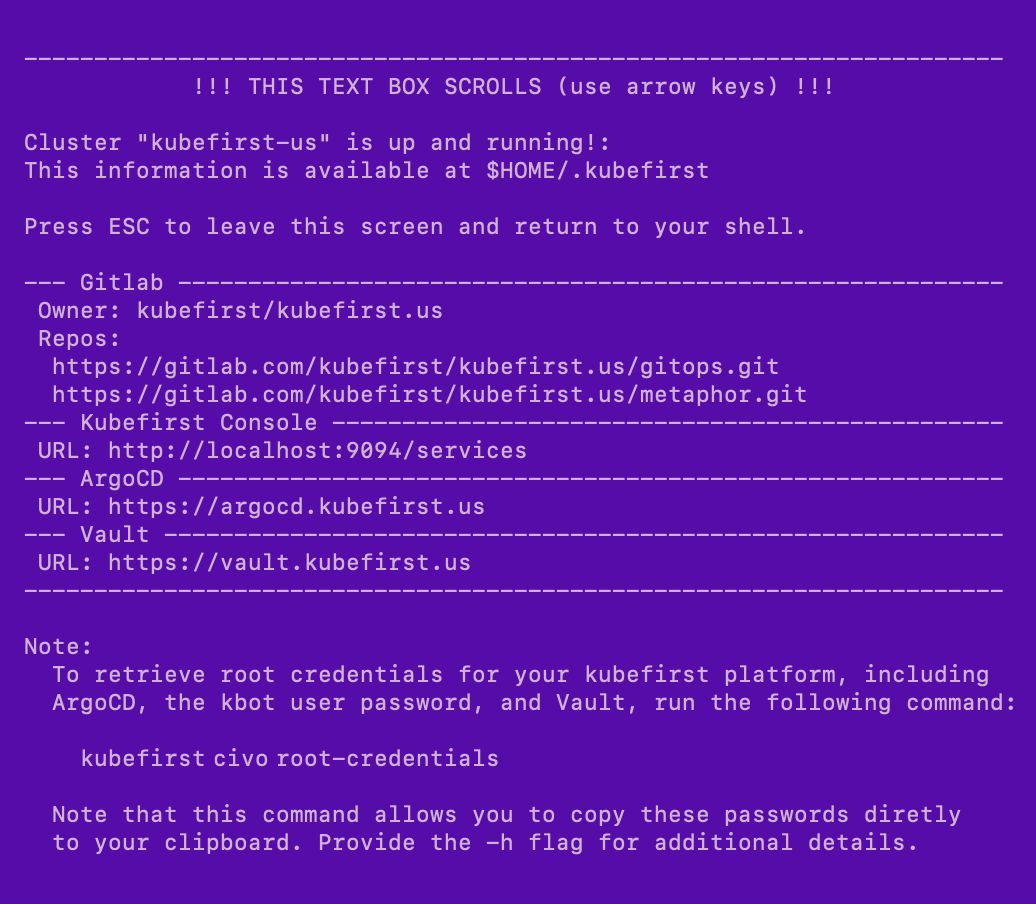 ----------------------------------------------------------------------
!!! THIS TEXT BOX SCROLLS (use arrow keys) !!!
Cluster "kubefirst-us" is up and running!:
This information is available at $HOME/.kubefirst
Press ESC to leave this screen and return to your shell.
--- Gitlab -----------------------------------------------------------
Owner: kubefirst/kubefirst.us
Repos:
https://gitlab.com/kubefirst/kubefirst.us/gitops.git
https://gitlab.com/kubefirst/kubefirst.us/metaphor.git
--- Kubefirst Console ------------------------------------------------
URL: http://localhost:9094/services
--- ArgoCD -----------------------------------------------------------
URL: https://argocd.kubefirst.us
--- Vault ------------------------------------------------------------
URL: https://vault.kubefirst.us
----------------------------------------------------------------------
Note:
To retrieve root credentials for your kubefirst platform, including
ArgoCD, the kbot user password, and Vault, run the following command:
kubefirst civo root-credentials
Note that this command allows you to copy these passwords diretly
to your clipboard. Provide the -h flag for additional details.